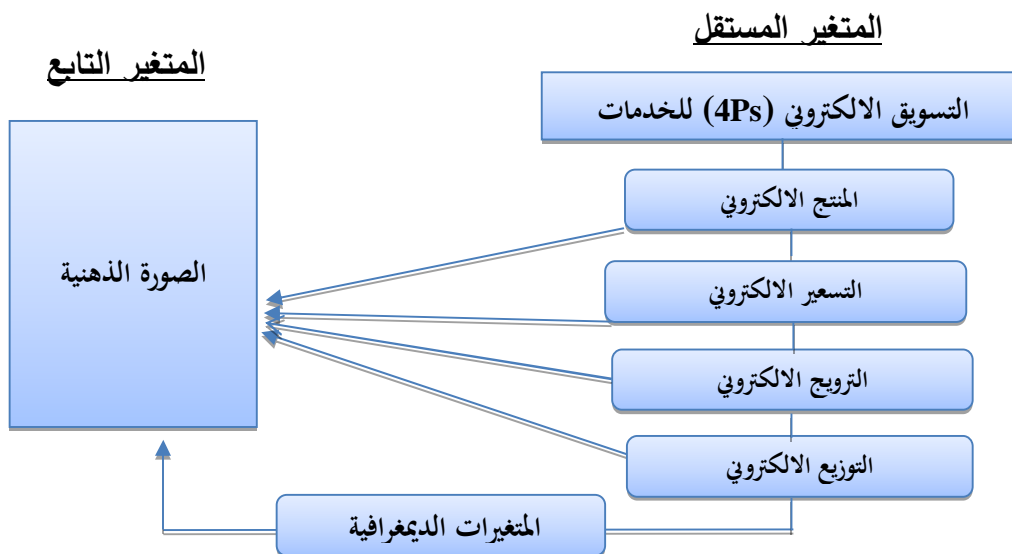 المتغير المستقل
المتغير التابع
التسويق الالكتروني (4Ps) للخدمات
المنتج الالكتروني
الصورة الذهنية
التسعير الالكتروني
الترويج الالكتروني
التوزيع الالكتروني
المتغيرات الديمغرافية